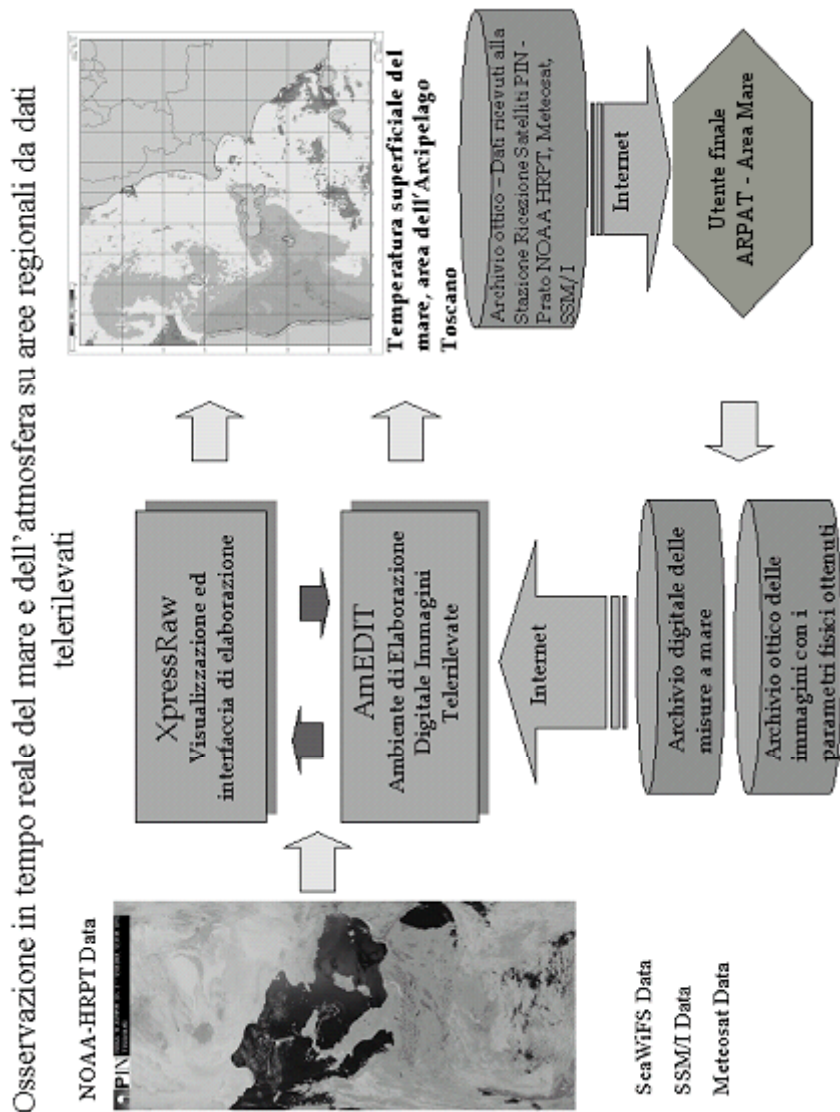 Osservazione in tempo reale del mare e dell'atmosfera su aree regionali da dati
telerilevati
NOAA-HRPT Data
PIN
SeaWiFS Data
SSM/I Data
Meteosat Data
XpressRaw
Visualizzazione ed
interfaccia di elaborazione
AmEDIT
Ambiente di Elaborazione
Digitale Immagini
Telerilevate
Internet
Archivio digitale delle
misure a mare
Archivio ottico delle
immagini con i
parametri fisici ottenuti
Temperatura superficiale del
mare, area dell'Arcipelago
Toscano
Archivio ottico – Dati ricevuti alla
Stazione Ricezione Satelliti PIN -
Prato NOAA HRPT, Meteosat,
SSM/I
Internet
Utente finale
ARPAT - Area Mare